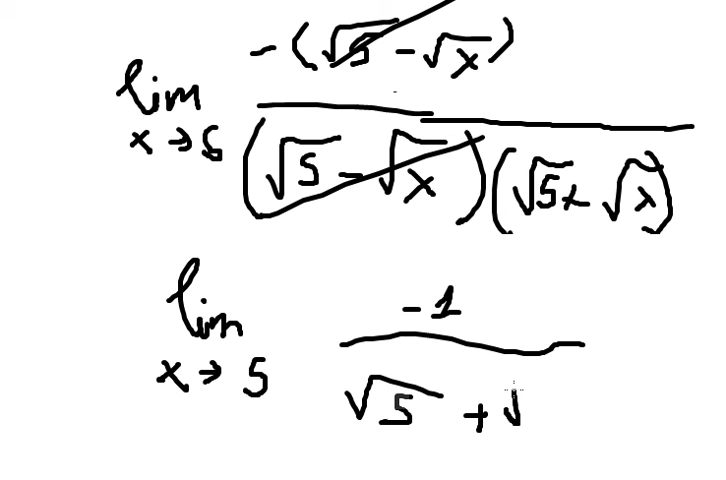 -(√5 - √x)
lim
x → 5 (√5 - √x)(√5 + √x)
lim -1
x → 5 √5 + √